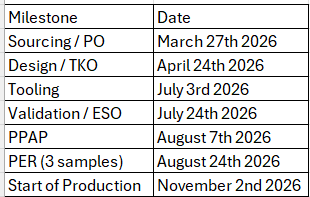 Milestone Date
Sourcing / PO March 27th 2026
Design / TKO April 24th 2026
Tooling July 3rd 2026
Validation / ESO July 24th 2026
PPAP August 7th 2026
PER (3 samples) August 24th 2026
Start of Production November 2nd 2026